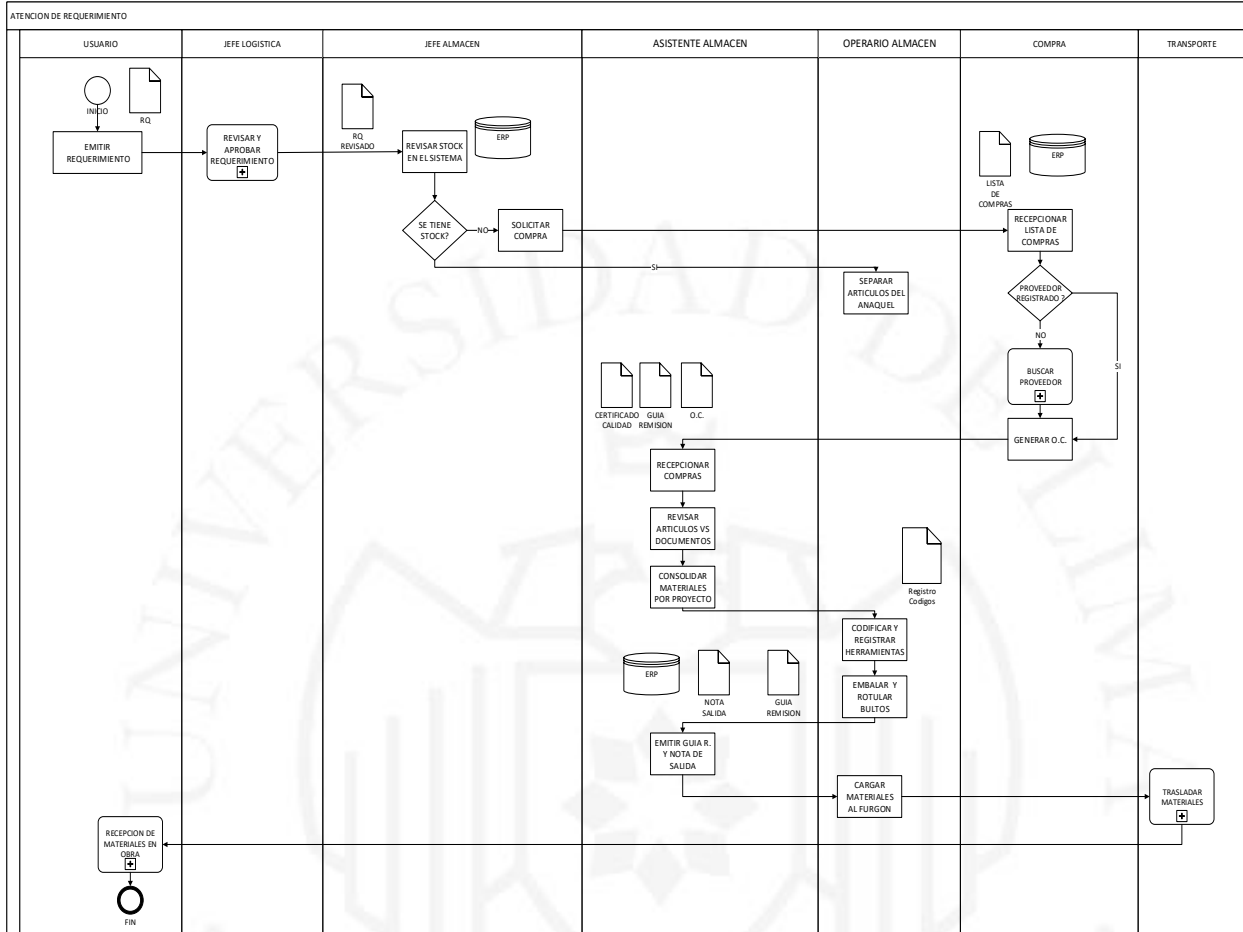 ATENCION DE REQUERIMIENTO
USUARIO
JEFE LOGISTICA
JEFE ALMACEN
ASISTENTE ALMACEN
OPERARIO ALMACEN
COMPRA
TRANSPORTE
INICIO
RQ
EMITIR
REQUERIMIENTO
REVISAR Y
APROBAR
REQUERIMIENTO
RQ
REVISADO
REVISAR STOCK
EN EL SISTEMA
ERP
SE TIENE
STOCK?
NO
SOLICITAR
COMPRA
SI
SEPARAR
ARTICULOS DEL
ANAQUEL
LISTA
DE
COMPRAS
ERP
RECEPCIONAR
LISTA DE
COMPRAS
PROVEEDOR
REGISTRADO ?
NO
SI
BUSCAR
PROVEEDOR
GENERAR O.C.
CERTIFICADO
CALIDAD
GUIA
REMISION
O.C.
RECEPCIONAR
COMPRAS
REVISAR
ARTICULOS VS
DOCUMENTOS
CONSOLIDAR
MATERIALES
POR PROYECTO
Registro
Codigos
CODIFICAR Y
REGISTRAR
HERRAMIENTAS
EMBALAR Y
ROTULAR
BULTOS
ERP
NOTA
SALIDA
GUIA
REMISION
EMITIR GUIA R.
Y NOTA DE
SALIDA
CARGAR
MATERIALES
AL FURGON
TRASLADAR
MATERIALES
RECEPCION DE
MATERIALES EN
OBRA
FIN
UNIVERSIDAD DE LIMA